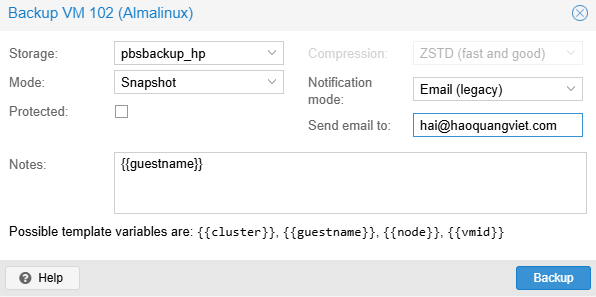 Backup VM 102 (Almalinux)
Storage: pbsbackup_hp Compression: ZSTD (fast and good)
Mode: Snapshot Notification mode: Email (legacy)
Protected: Send email to: hai@haoquangviet.com
Notes: {{guestname}}
Possible template variables are: {{cluster}}, {{guestname}}, {{node}}, {{vmid}}
? Help Backup